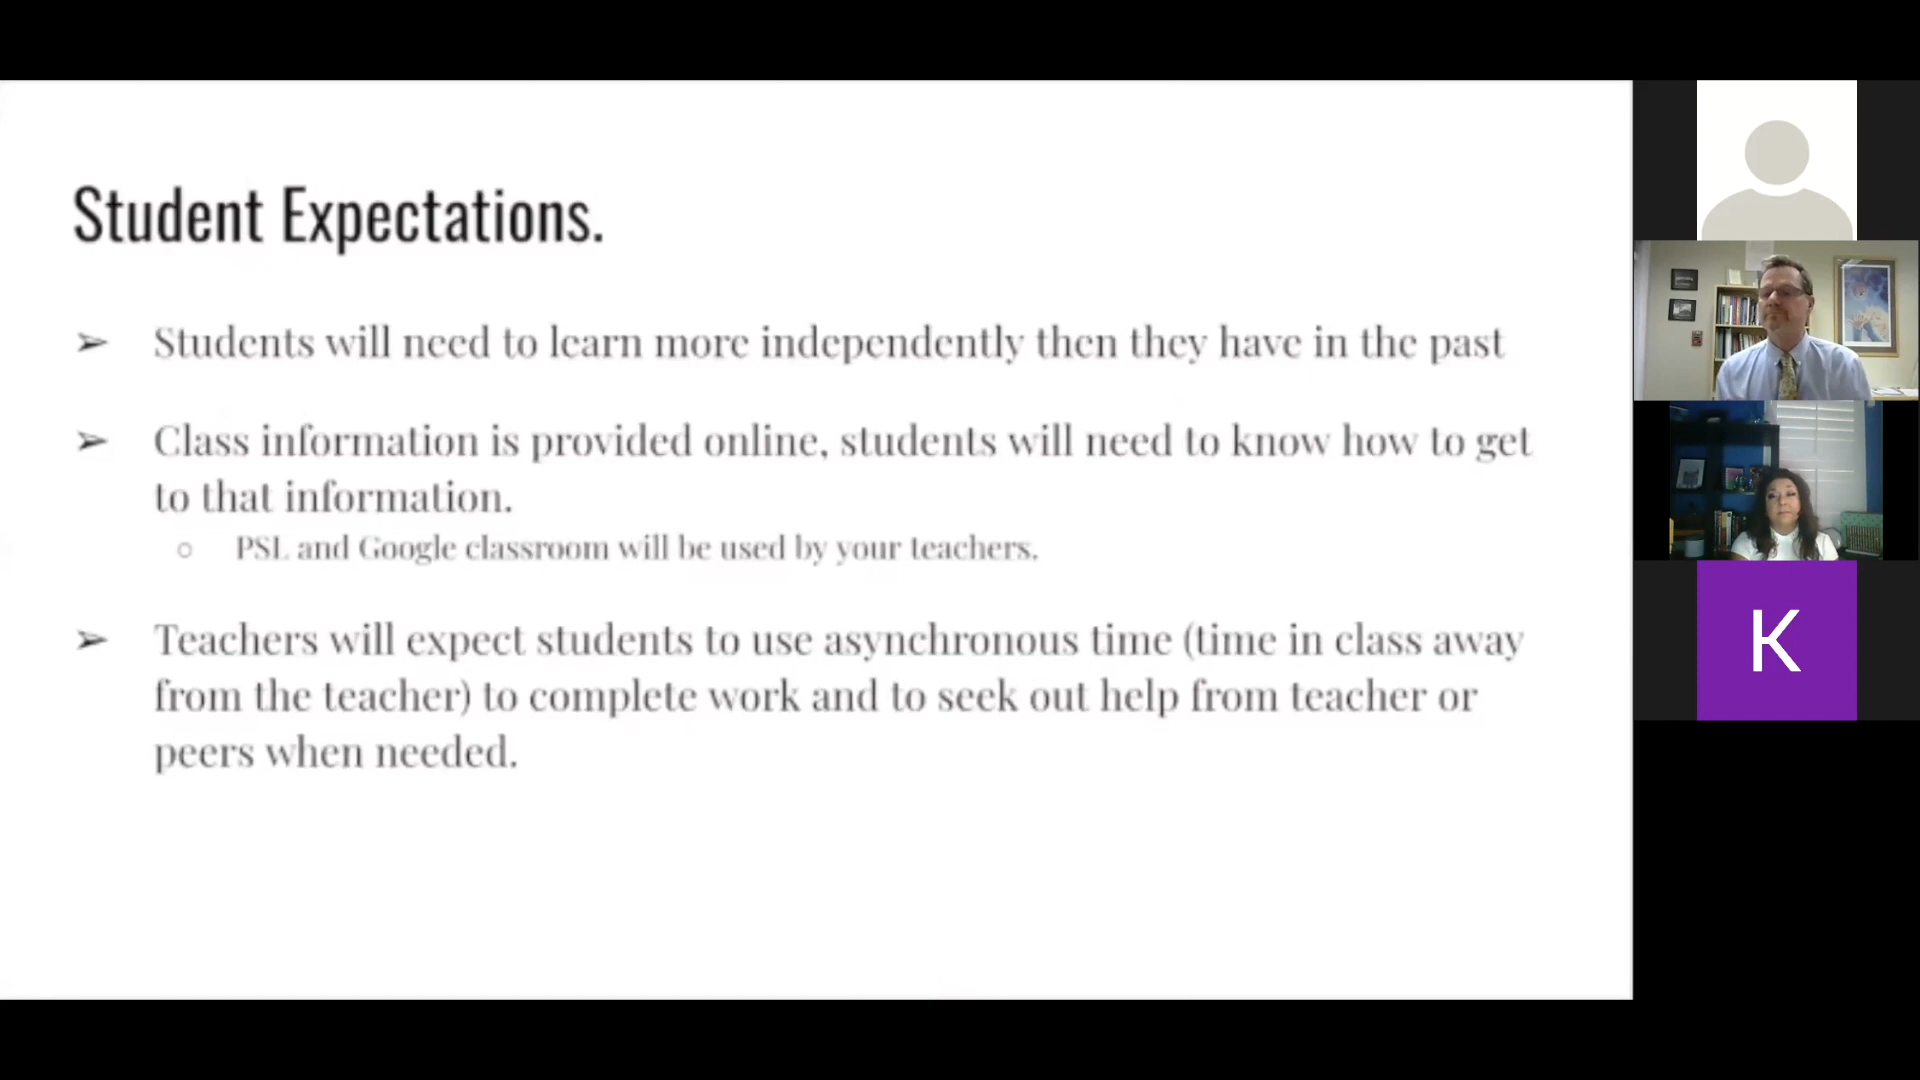 Student Expectations.
➢ Students will need to learn more independently then they have in the past
➢ Class information is provided online, students will need to know how to get
to that information.
○ PSL and Google classroom will be used by your teachers.
➢ Teachers will expect students to use asynchronous time (time in class away
from the teacher) to complete work and to seek out help from teacher or
peers when needed.
K